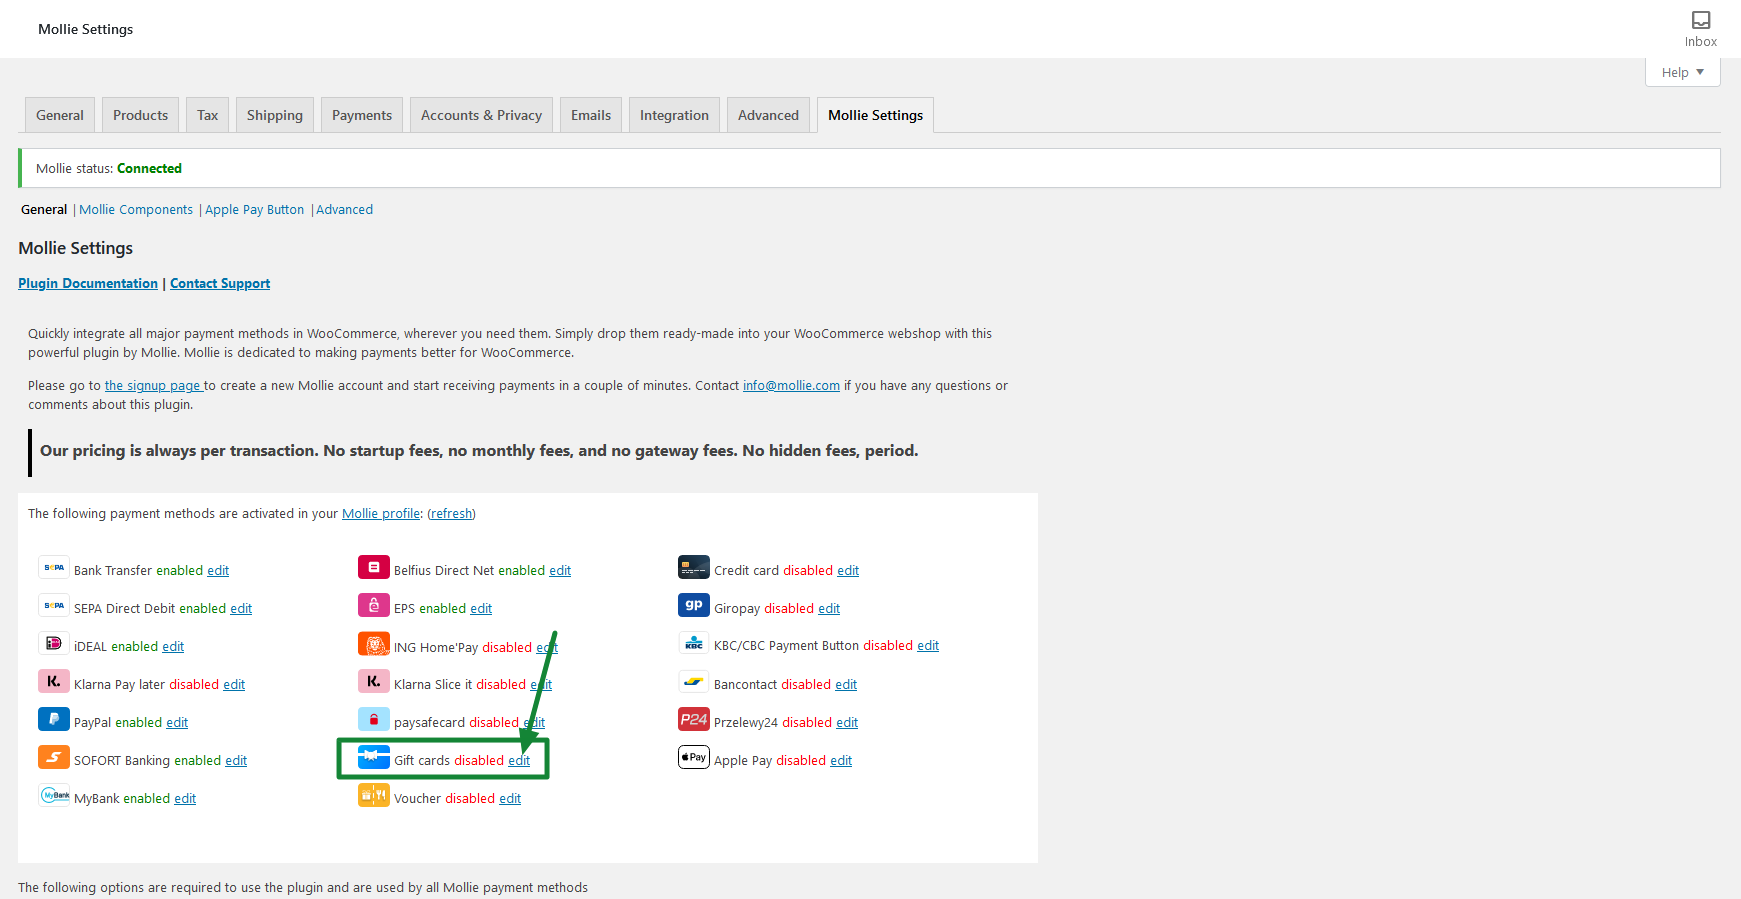 Mollie Settings
Inbox
Help
General Products Tax Shipping Payments Accounts & Privacy Emails Integration Advanced Mollie Settings
Mollie status: Connected
General | Mollie Components | Apple Pay Button | Advanced
Mollie Settings
Plugin Documentation | Contact Support
Quickly integrate all major payment methods in WooCommerce, wherever you need them. Simply drop them ready-made into your WooCommerce webshop with this
powerful plugin by Mollie. Mollie is dedicated to making payments better for WooCommerce.
Please go to the signup page to create a new Mollie account and start receiving payments in a couple of minutes. Contact info@mollie.com if you have any questions or
comments about this plugin.
Our pricing is always per transaction. No startup fees, no monthly fees, and no gateway fees. No hidden fees, period.
The following payment methods are activated in your Mollie profile: (refresh)
SEPA Bank Transfer enabled edit Belfius Direct Net enabled edit Credit card disabled edit
SEPA SEPA Direct Debit enabled edit EPS enabled edit gp Giropay disabled edit
iDEAL enabled edit ING Home'Pay disabled edit KBC KBC/CBC Payment Button disabled edit
K. Klarna Pay later disabled edit K. Klarna Slice it disabled edit Bancontact disabled edit
PayPal enabled edit paysafecard disabled edit P24 Przelewy24 disabled edit
SOFORT Banking enabled edit Gift cards disabled edit Pay Apple Pay disabled edit
MyBank MyBank enabled edit Voucher disabled edit
The following options are required to use the plugin and are used by all Mollie payment methods